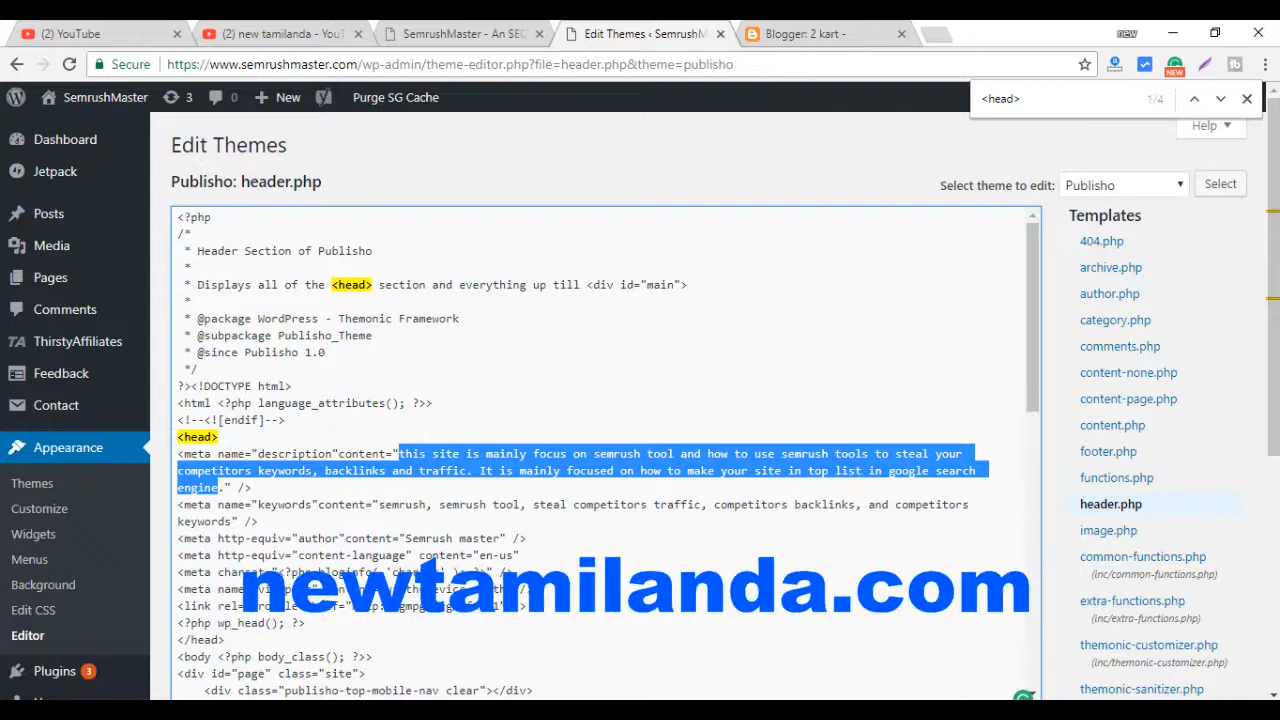 (2) YouTube
(2) new tamilanda - YouT
SemrushMaster - An SEC
Edit Themes ‹ SemrushM
Blogger: 2 kart -
new
Secure
https://www.semrushmaster.com/wp-admin/theme-editor.php?file=header.php&theme=publisho
NEW
SemrushMaster
3
0
New
Purge SG Cache
<head>
1/4
Help
Dashboard
Jetpack
Posts
Media
Pages
Comments
ThirstyAffiliates
Feedback
Contact
Appearance
Themes
Customize
Widgets
Menus
Background
Edit CSS
Editor
Plugins 3
Edit Themes
Publisho: header.php
Select theme to edit:
Publisho
Select
<?php
/*
* Header Section of Publisho
*
* Displays all of the <head> section and everything up till <div id="main">
*
* @package WordPress - Themonic Framework
* @subpackage Publisho_Theme
* @since Publisho 1.0
*/
?><!DOCTYPE html>
<html <?php language_attributes(); ?>>
<!--<![endif]-->
<head>
<meta name="description"content="this site is mainly focus on semrush tool and how to use semrush tools to steal your
competitors keywords, backlinks and traffic. It is mainly focused on how to make your site in top list in google search
engine." />
<meta name="keywords"content="semrush, semrush tool, steal competitors traffic, competitors backlinks, and competitors
keywords" />
<meta http-equiv="author"content="Semrush master" />
<meta http-equiv="content-language" content="en-us"
<meta
<meta
<link
<?php wp_head(); ?>
</head>
<body <?php body_class(); ?>>
<div id="page" class="site">
<div class="publisho-top-mobile-nav clear"></div>
newtamilanda.com
Templates
404.php
archive.php
author.php
category.php
comments.php
content-none.php
content-page.php
content.php
footer.php
functions.php
header.php
image.php
common-functions.php
(inc/common-functions.php)
extra-functions.php
(inc/extra-functions.php)
themonic-customizer.php
(inc/themonic-customizer.php)
themonic-sanitizer.php